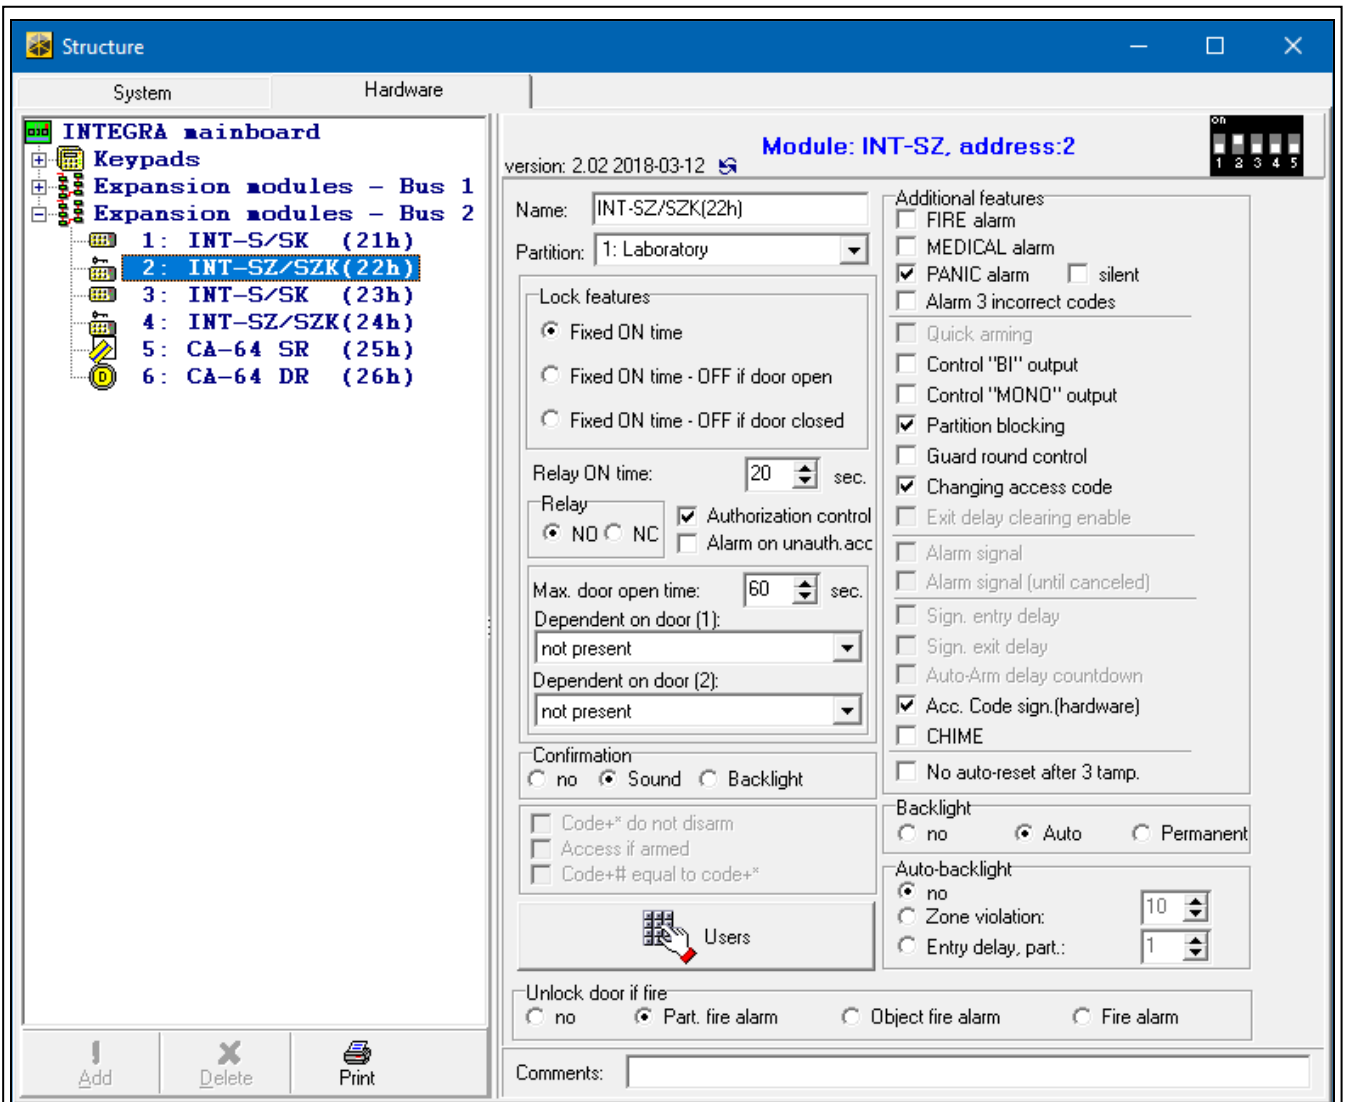 Structure
System
Hardware
INTEGRA mainboard
Keypads
Expansion modules - Bus 1
Expansion modules - Bus 2
1: INT-S/SK (21h)
2: INT-SZ/SZK(22h)
3: INT-S/SK (23h)
4: INT-SZ/SZK(24h)
5: CA-64 SR (25h)
6: CA-64 DR (26h)
Add
Delete
Print
version: 2.02 2018-03-12
Module: INT-SZ, address:2
on
1 2 3 4 5
Name: INT-SZ/SZK(22h)
Partition: 1: Laboratory
Lock features
Fixed ON time
Fixed ON time - OFF if door open
Fixed ON time - OFF if door closed
Relay ON time: 20 sec.
Relay
NO NC
Authorization control
Alarm on unauth.acc
Max. door open time: 60 sec.
Dependent on door (1):
not present
Dependent on door (2):
not present
Confirmation
no Sound Backlight
Code+* do not disarm
Access if armed
Code+# equal to code+*
Users
Additional features
FIRE alarm
MEDICAL alarm
PANIC alarm silent
Alarm 3 incorrect codes
Quick arming
Control "BI" output
Control "MONO" output
Partition blocking
Guard round control
Changing access code
Exit delay clearing enable
Alarm signal
Alarm signal (until canceled)
Sign. entry delay
Sign. exit delay
Auto-Arm delay countdown
Acc. Code sign.(hardware)
CHIME
No auto-reset after 3 tamp.
Backlight
no Auto Permanent
Auto-backlight
no
Zone violation: 10
Entry delay, part.: 1
Unlock door if fire
no Part. fire alarm Object fire alarm Fire alarm
Comments: